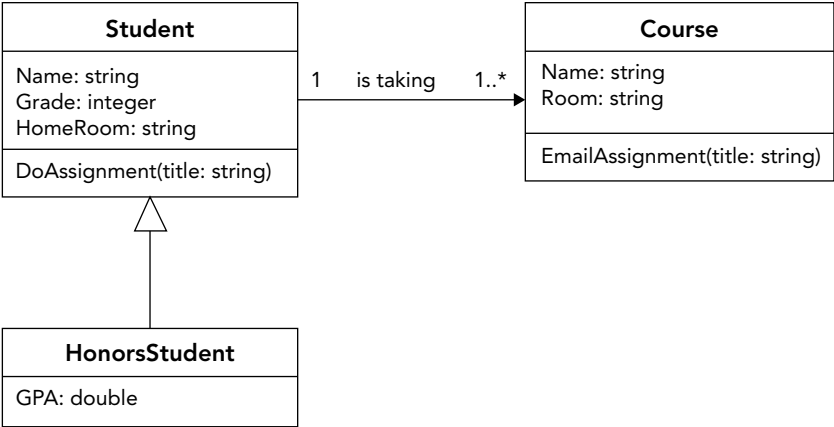 Student
Name: string
Grade: integer
HomeRoom: string
DoAssignment(title: string)
1 is taking 1..*
Course
Name: string
Room: string
EmailAssignment(title: string)
HonorsStudent
GPA: double